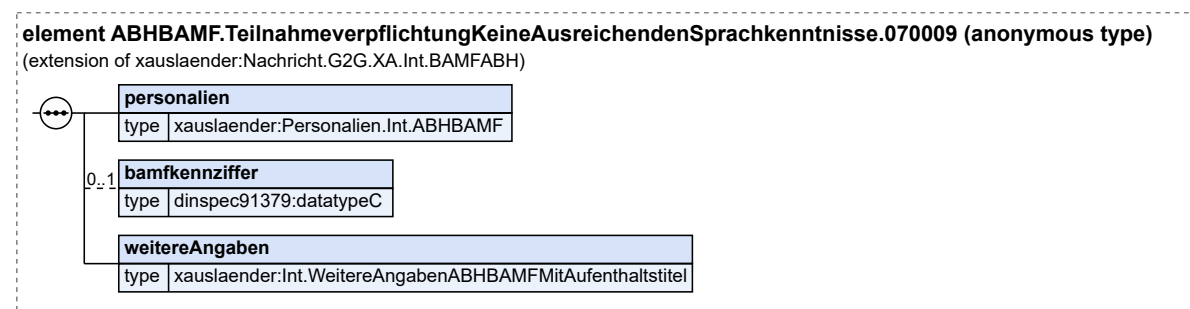 element ABHBAMF.TeilnahmeverpflichtungKeineAusreichendenSprachkenntnisse.070009 (anonymous type)
(extension of xauslaender:Nachricht.G2G.XA.Int.BAMFABH)
personalien
type xauslaender:Personalien.Int.ABHBAMF
0..1 bamfkennziffer
type dinspec91379:datatypeC
weitereAngaben
type xauslaender:Int.WeitereAngabenABHBAMFMitAufenthaltstitel